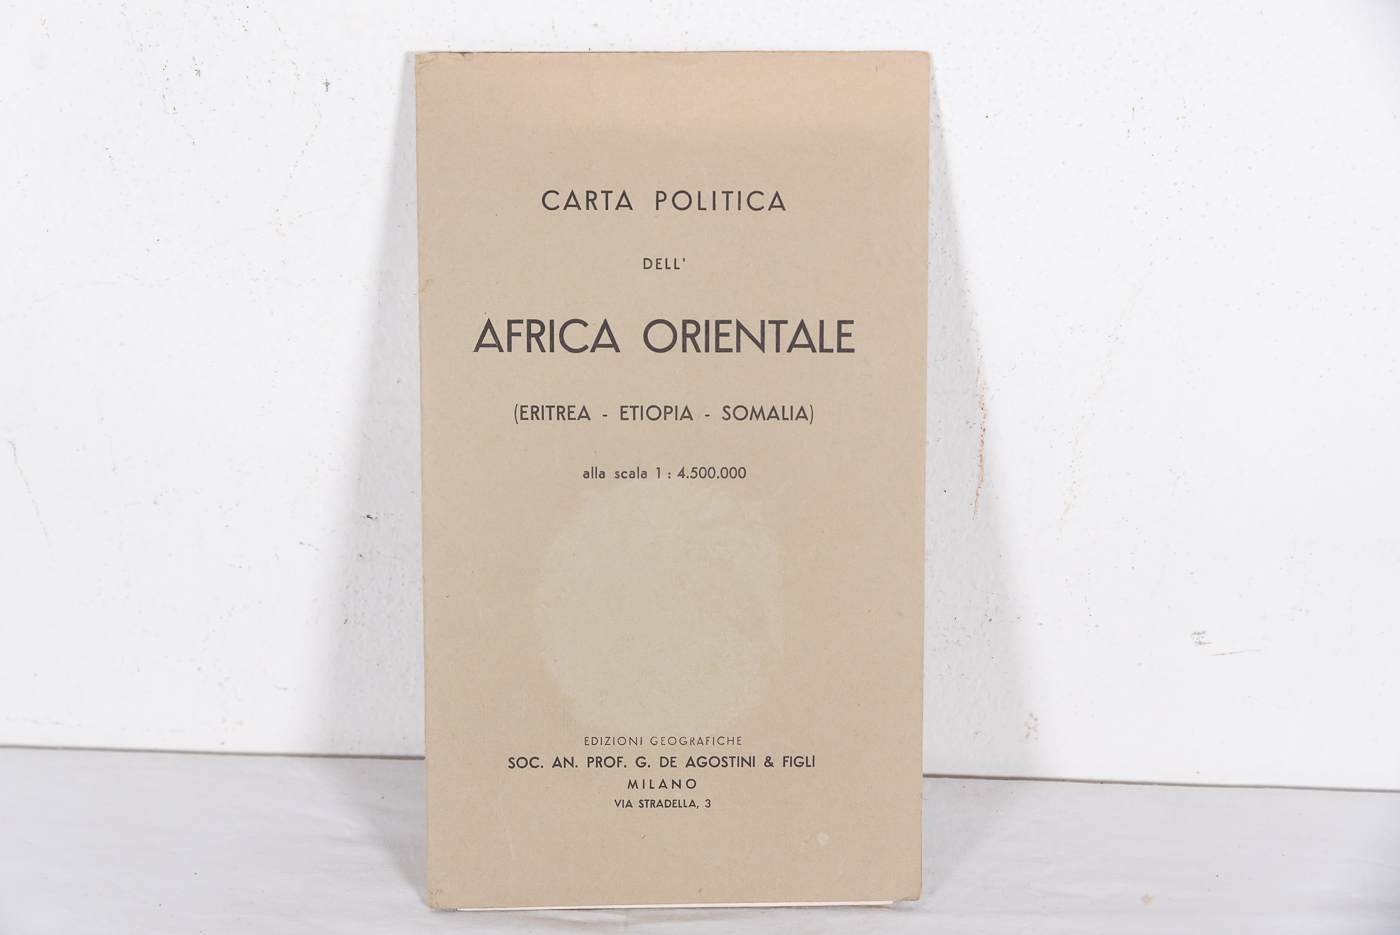 CARTA POLITICA
DELL'
AFRICA ORIENTALE
(ERITREA - ETIOPIA - SOMALIA)
alla scala 1 : 4.500.000
EDIZIONI GEOGRAFICHE
SOC. AN. PROF. G. DE AGOSTINI & FIGLI
MILANO
VIA STRADELLA, 3